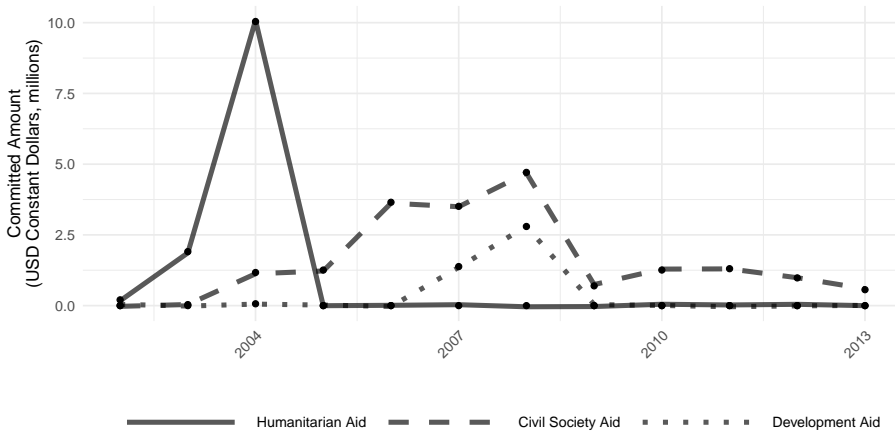 Committed Amount
(USD Constant Dollars, millions)
10.0
7.5
5.0
2.5
0.0
2004
2007
2010
2013
Humanitarian Aid
Civil Society Aid
Development Aid